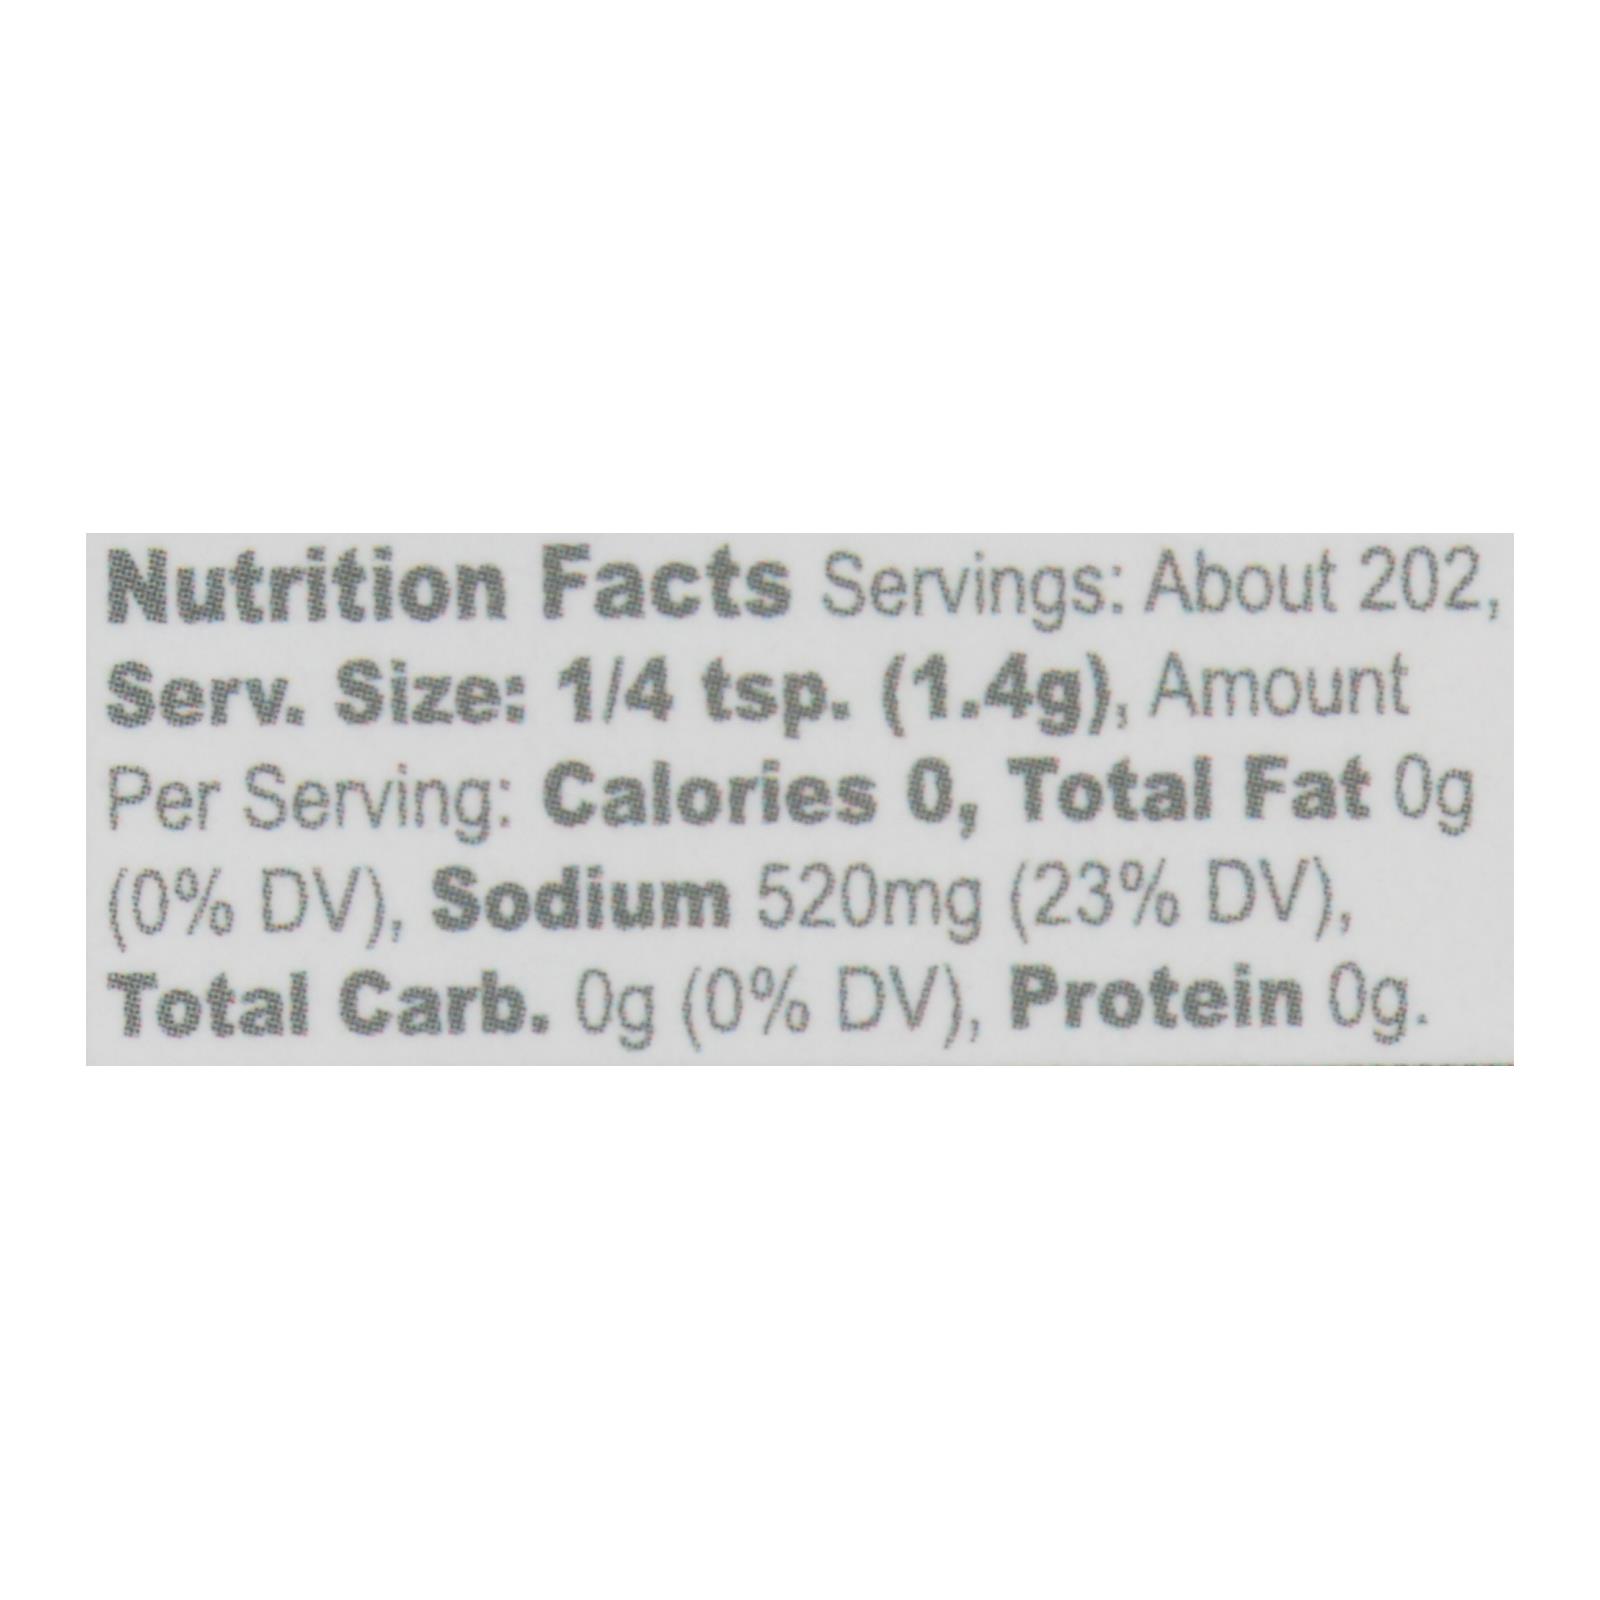 Nutrition Facts Servings: About 202,
Serv. Size: 1/4 tsp. (1.4g), Amount
Per Serving: Calories 0, Total Fat 0g
(0% DV), Sodium 520mg (23% DV),
Total Carb. 0g (0% DV), Protein 0g.